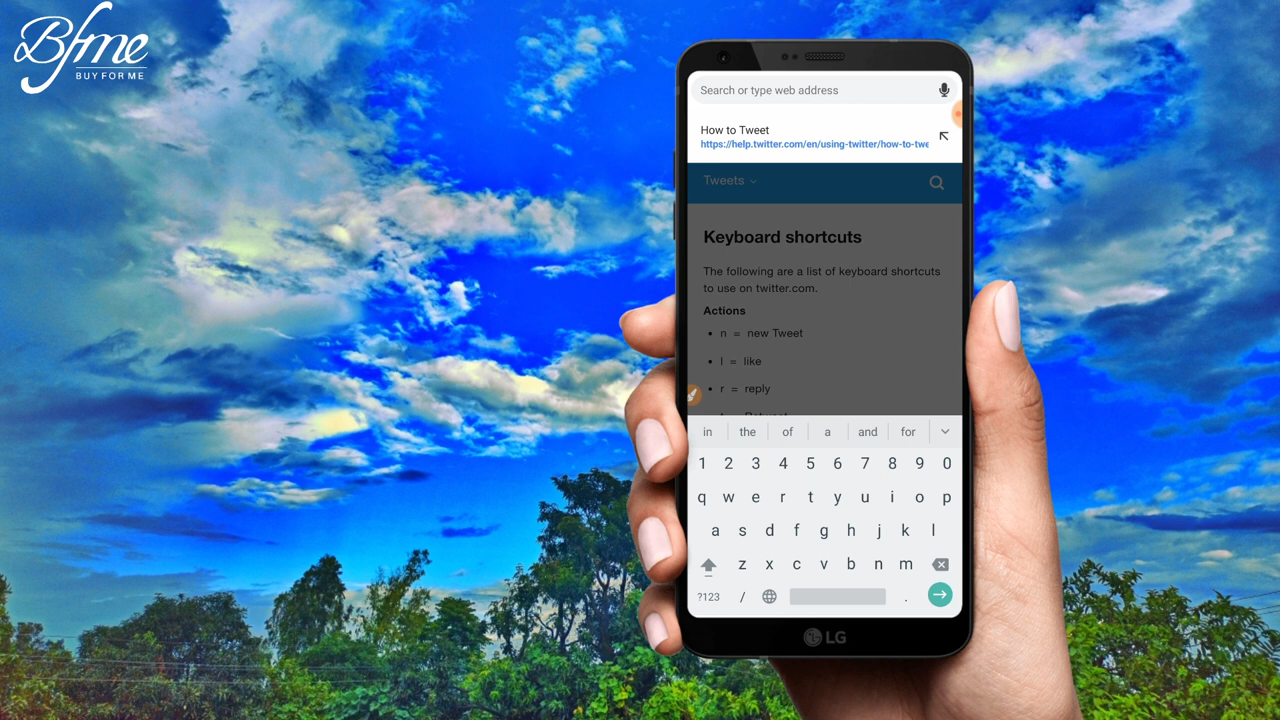 Bfme
BUY FOR ME
Search or type web address
How to Tweet
https://help.twitter.com/en/using-twitter/how-to-twe
Tweets
Keyboard shortcuts
The following are a list of keyboard shortcuts
to use on twitter.com.
Actions
• n = new Tweet
• l = like
• r = reply
in the of a and for
1 2 3 4 5 6 7 8 9 0
q w e r t y u i o p
a s d f g h j k l
z x c v b n m
?123 / .
LG